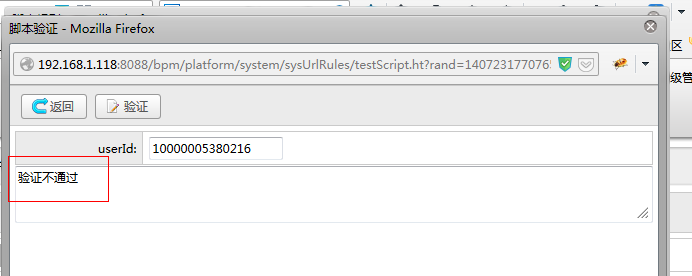 脚本验证 - Mozilla Firefox
192.168.1.118:8088/bpm/platform/system/sysUrlRules/testScript.ht?rand=140723177076
区
返回 验证
级管
userId: 10000005380216
验证不通过